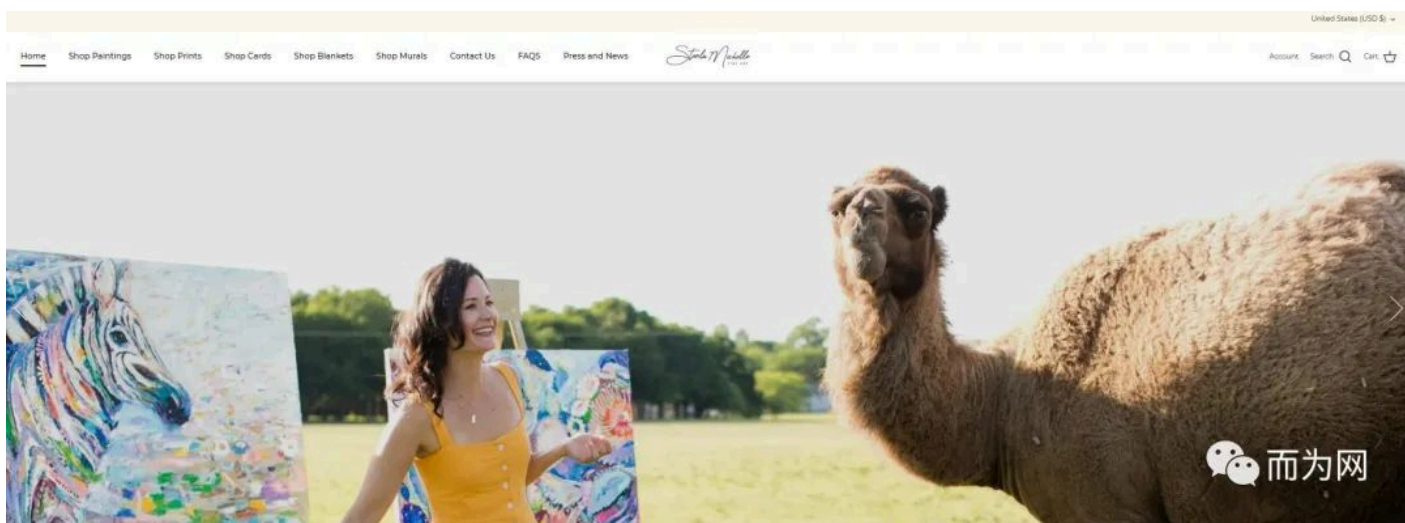 United States (USD $)
Home Shop Paintings Shop Prints Shop Cards Shop Blankets Shop Murals Contact Us FAQS Press and News Account Search Cart
而为网